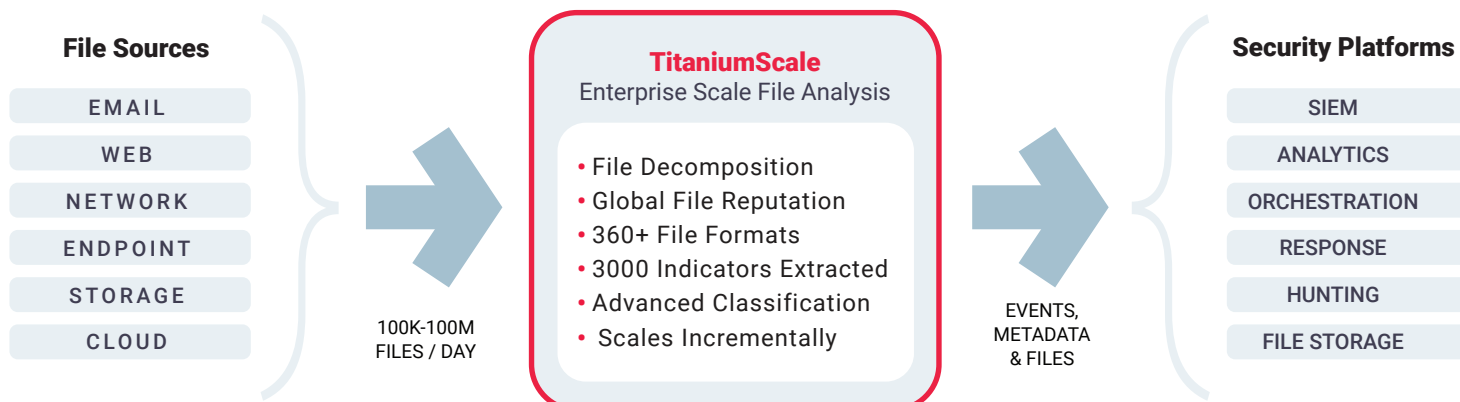 File Sources
EMAIL
WEB
NETWORK
ENDPOINT
STORAGE
CLOUD
100K-100M
FILES / DAY
TitaniumScale
Enterprise Scale File Analysis
• File Decomposition
• Global File Reputation
• 360+ File Formats
• 3000 Indicators Extracted
• Advanced Classification
• Scales Incrementally
EVENTS,
METADATA
& FILES
Security Platforms
SIEM
ANALYTICS
ORCHESTRATION
RESPONSE
HUNTING
FILE STORAGE